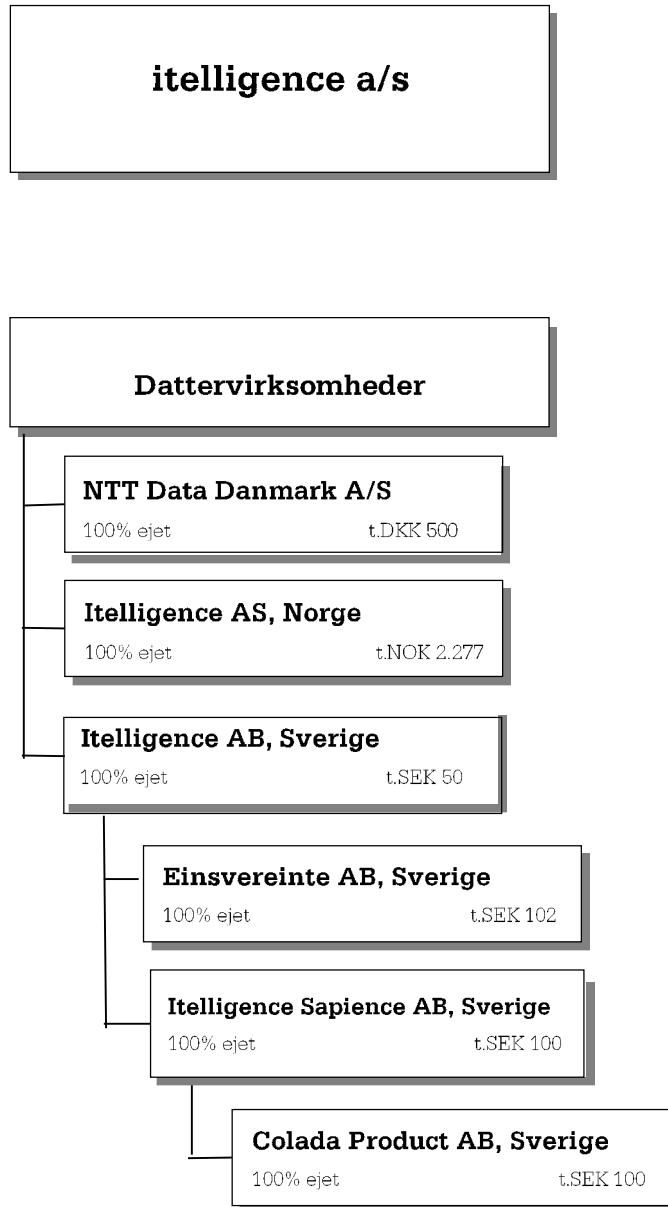 itelligence a/s
Dattervirksomheder
NTT Data Danmark A/S
100% ejet t.DKK 500
Itelligence AS, Norge
100% ejet t.NOK 2.277
Itelligence AB, Sverige
100% ejet t.SEK 50
Einsvereinte AB, Sverige
100% ejet t.SEK 102
Itelligence Sapience AB, Sverige
100% ejet t.SEK 100
Colada Product AB, Sverige
100% ejet t.SEK 100